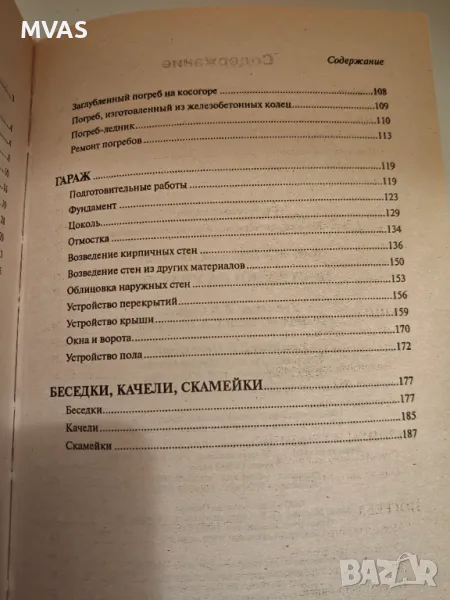 MVAS
Содержание
Заглубленный погреб на косогоре 108
Погреб, изготовленный из железобетонных колец 109
Погреб-ледник 110
Ремонт погребов 113
ГАРАЖ 119
Подготовительные работы 119
Фундамент 123
Цоколь 129
Отмостка 134
Возведение кирпичных стен 136
Возведение стен из других материалов 150
Облицовка наружных стен 153
Устройство перекрытий 156
Устройство крыши 159
Окна и ворота 170
Устройство пола 172
БЕСЕДКИ, КАЧЕЛИ, СКАМЕЙКИ 177
Беседки 177
Качели 185
Скамейки 187
BAZAR